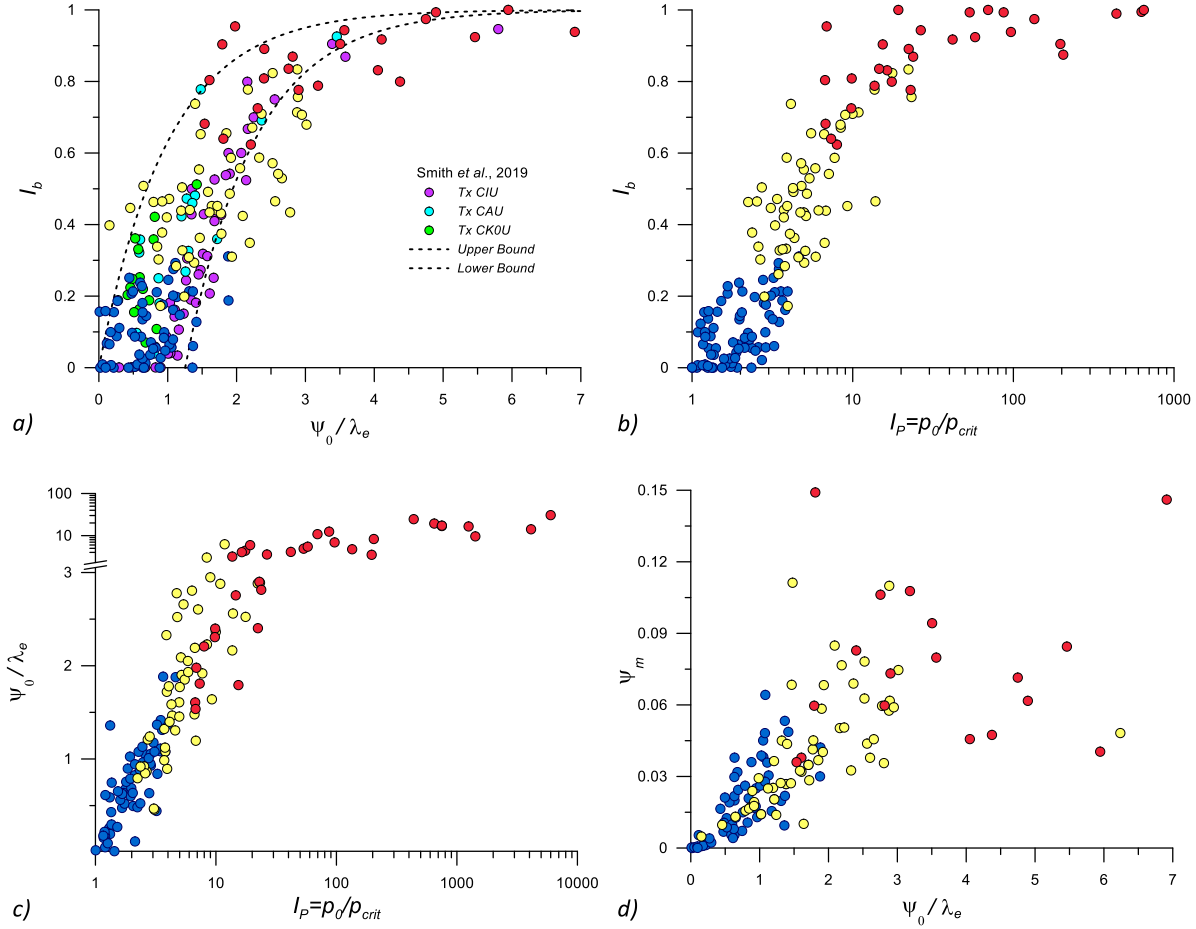 1
0.8
0.6
0.4
0.2
0
I_b
0 1 2 3 4 5 6 7
ψ_0 / λ_e
a)
Smith et al., 2019
Tx CIU
Tx CAU
Tx CK0U
Upper Bound
Lower Bound
1
0.8
0.6
0.4
0.2
0
I_b
1 10 100 1000
I_P=p_0/p_crit
b)
100
10
3
2
1
ψ_0 / λ_e
1 10 100 1000 10000
I_P=p_0/p_crit
c)
0.15
0.12
0.09
0.06
0.03
0
ψ_m
0 1 2 3 4 5 6 7
ψ_0 / λ_e
d)